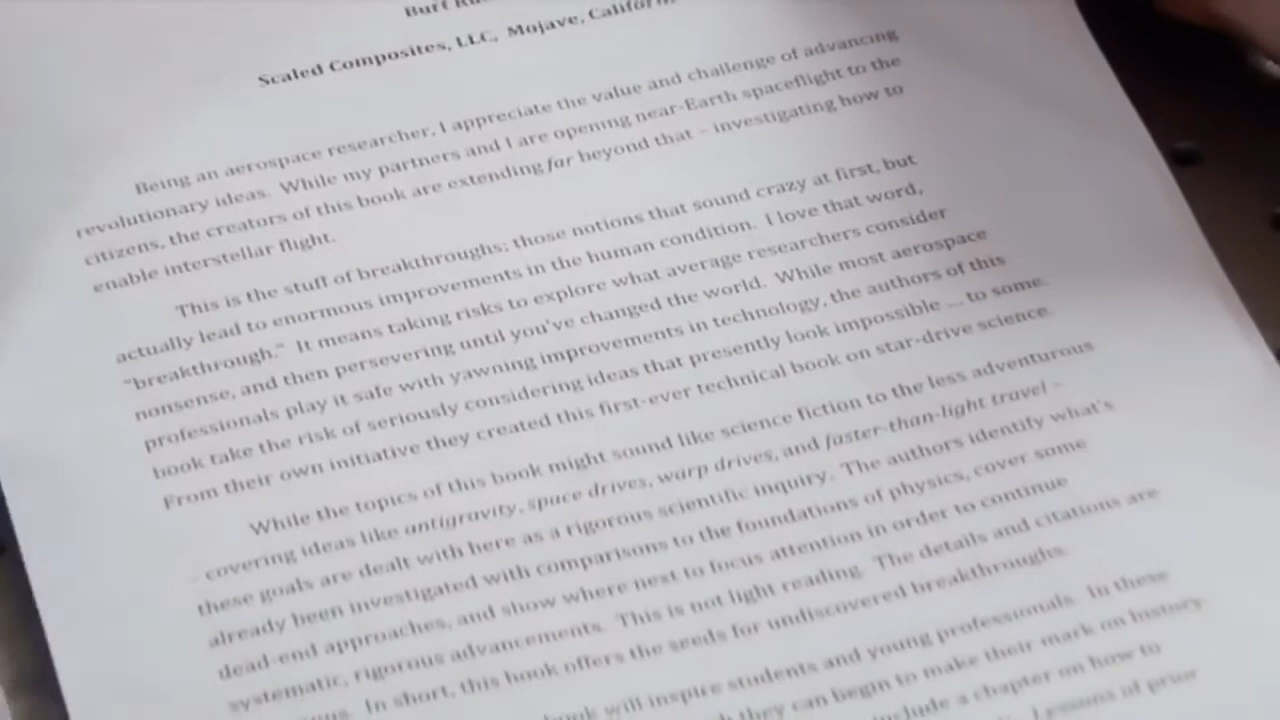 Burt
Scaled Composites, LLC, Mojave, California
Being an aerospace researcher, I appreciate the value and challenge of advancing
revolutionary ideas. While my partners and I are opening near-Earth spaceflight to the
citizens, the creators of this book are extending far beyond that – investigating how to
enable interstellar flight.
This is the stuff of breakthroughs; those notions that sound crazy at first, but
actually lead to enormous improvements in the human condition. I love that word,
"breakthrough." It means taking risks to explore what average researchers consider
nonsense, and then persevering until you've changed the world. While most aerospace
professionals play it safe with yawning improvements in technology, the authors of this
book take the risk of seriously considering ideas that presently look impossible ... to some.
From their own initiative they created this first-ever technical book on star-drive science.
While the topics of this book might sound like science fiction to the less adventurous
– covering ideas like antigravity, space drives, warp drives, and faster-than-light travel –
these goals are dealt with here as a rigorous scientific inquiry. The authors identify what's
already been investigated with comparisons to the foundations of physics, cover some
dead-end approaches, and show where next to focus attention in order to continue
systematic, rigorous advancements. This is not light reading. The details and citations are
In short, this book offers the seeds for undiscovered breakthroughs.
book will inspire students and young professionals. In these
they can begin to make their mark on history
include a chapter on how to
Lessons of prior